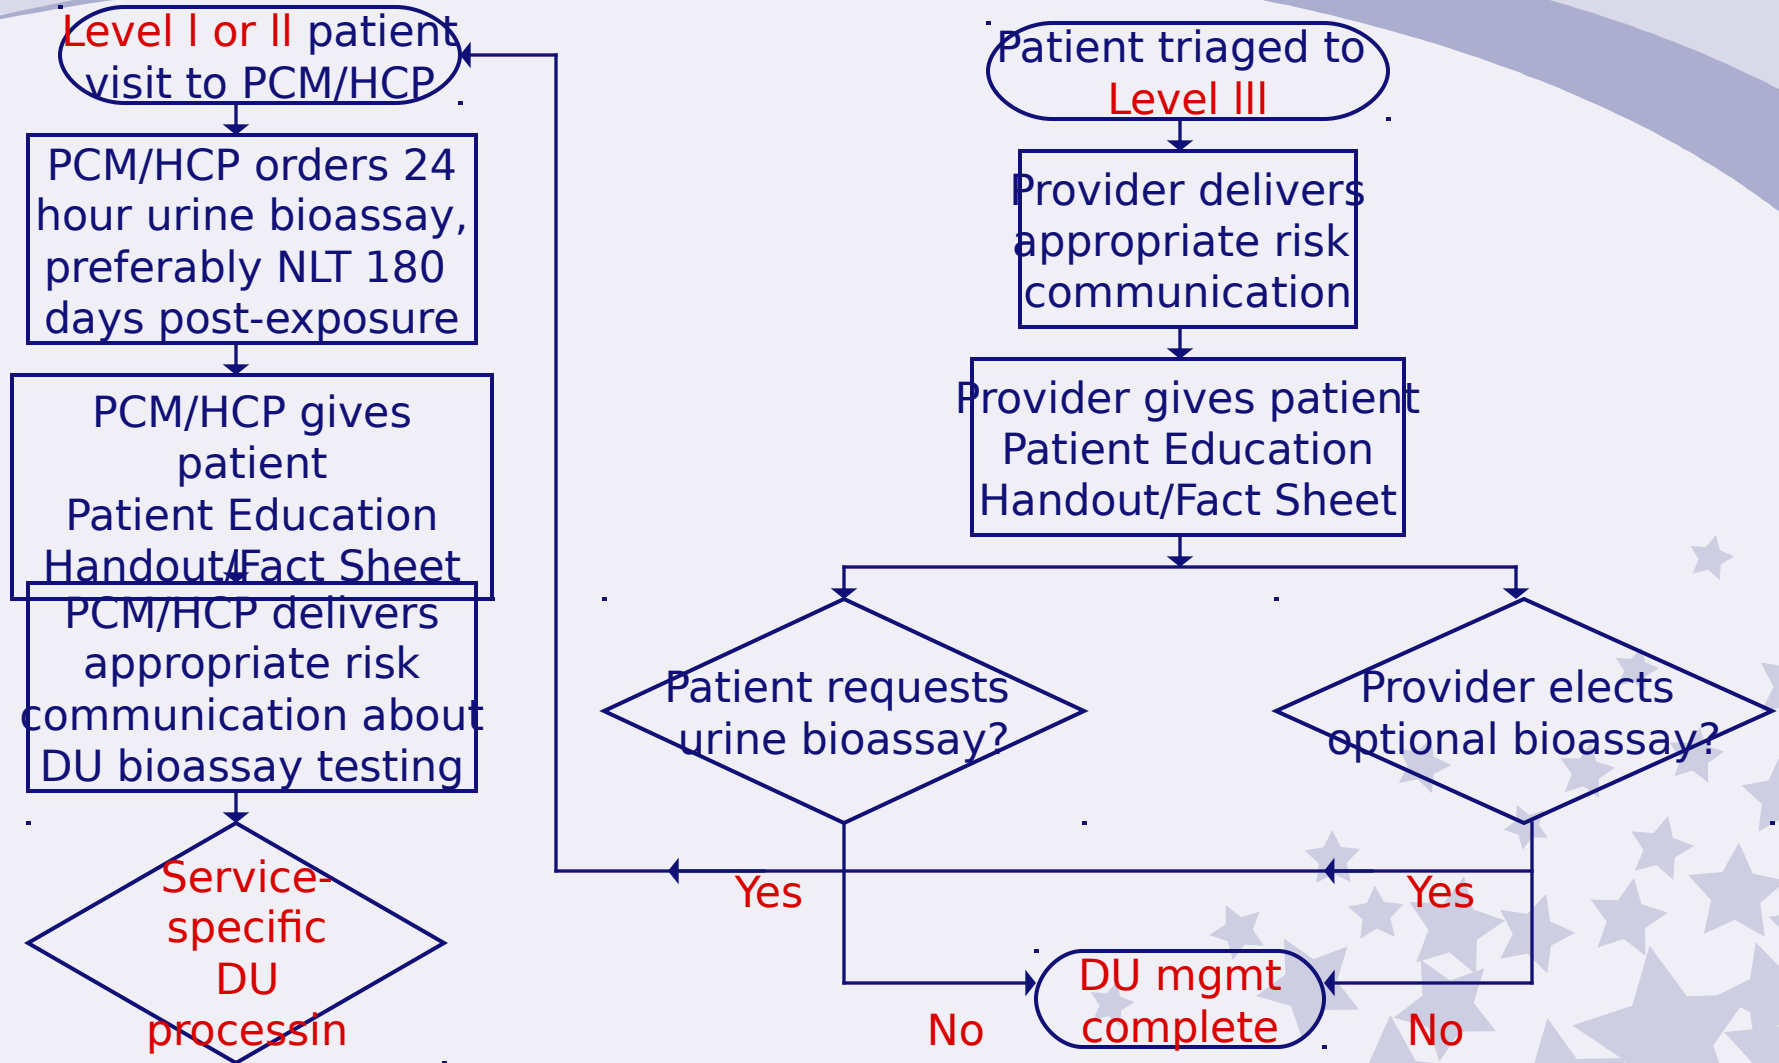 Level l or ll patient
visit to PCM/HCP
PCM/HCP orders 24
hour urine bioassay,
preferably NLT 180
days post-exposure
PCM/HCP gives
patient
Patient Education
Handout/Fact Sheet
PCM/HCP delivers
appropriate risk
communication about
DU bioassay testing
Service-
specific
DU
processin
Patient triaged to
Level lll
Provider delivers
appropriate risk
communication
Provider gives patient
Patient Education
Handout/Fact Sheet
Patient requests
urine bioassay?
Provider elects
optional bioassay?
Yes
Yes
No
DU mgmt
complete
No